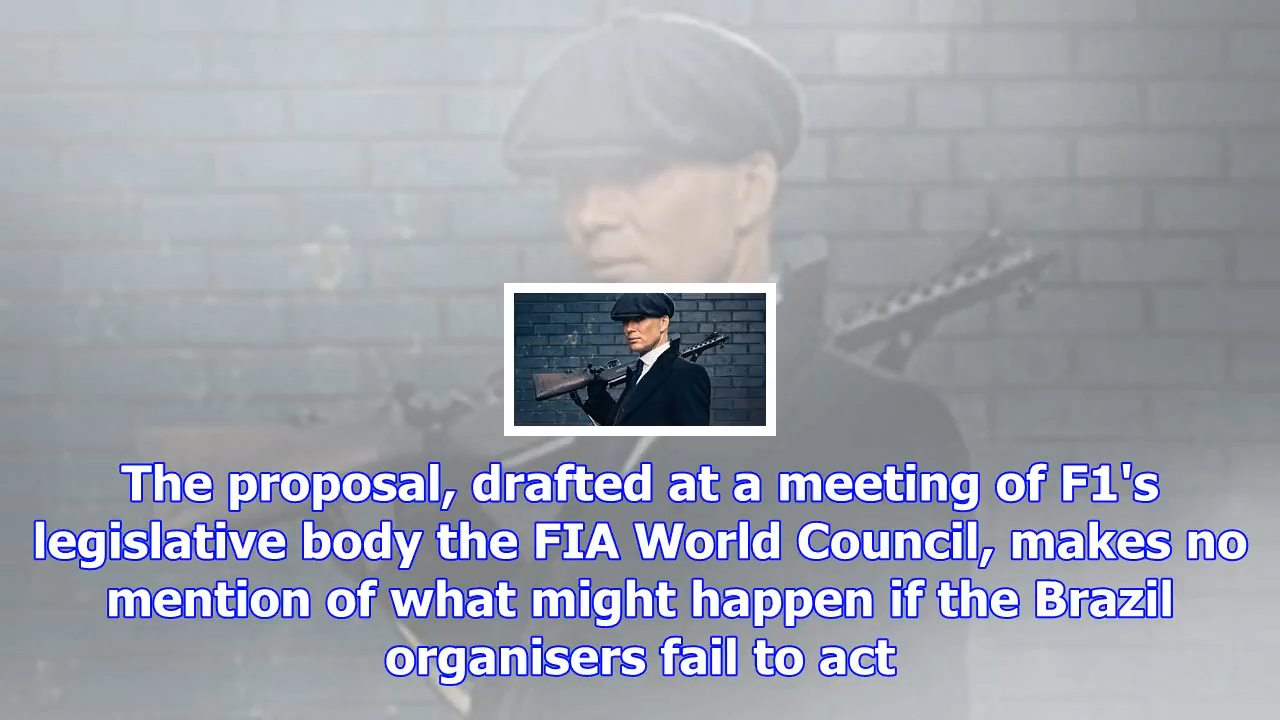 The proposal, drafted at a meeting of F1's
legislative body the FIA World Council, makes no
mention of what might happen if the Brazil
organisers fail to act